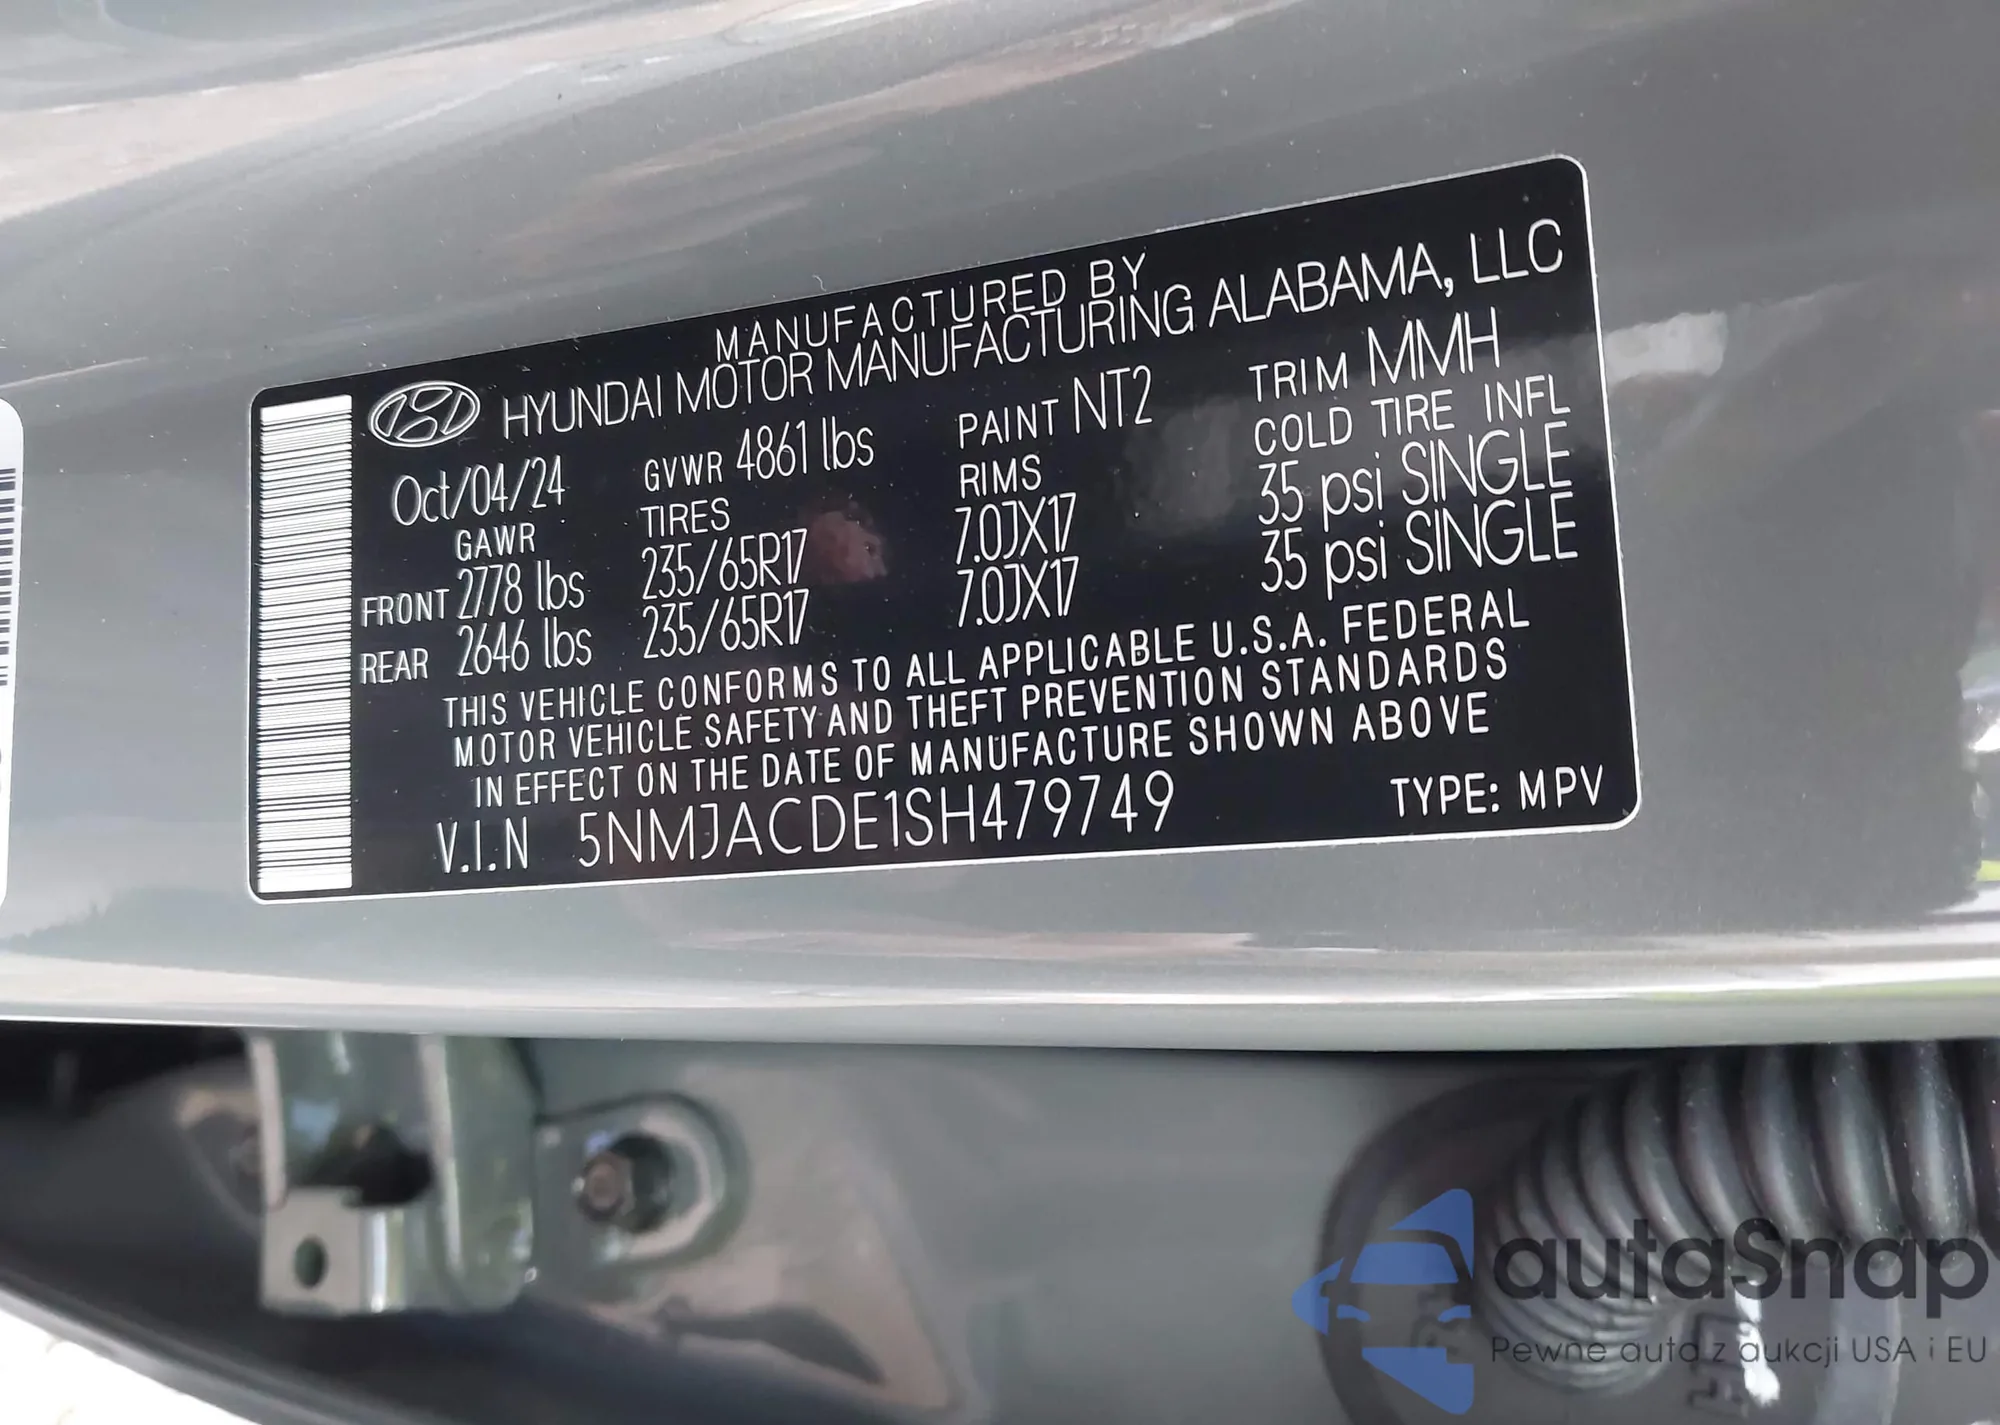 MANUFACTURED BY
HYUNDAI MOTOR MANUFACTURING ALABAMA, LLC
Oct/04/24 GVWR 4861 lbs PAINT NT2 TRIM MMH
GAWR TIRES RIMS COLD TIRE INFL
FRONT 2778 lbs 235/65R17 7.0JX17 35 psi SINGLE
REAR 2646 lbs 235/65R17 7.0JX17 35 psi SINGLE
THIS VEHICLE CONFORMS TO ALL APPLICABLE U.S.A. FEDERAL
MOTOR VEHICLE SAFETY AND THEFT PREVENTION STANDARDS
IN EFFECT ON THE DATE OF MANUFACTURE SHOWN ABOVE
V.I.N 5NMJACDE1SH479749 TYPE: MPV
autaSnap
Pewne auta z aukcji USA i EU